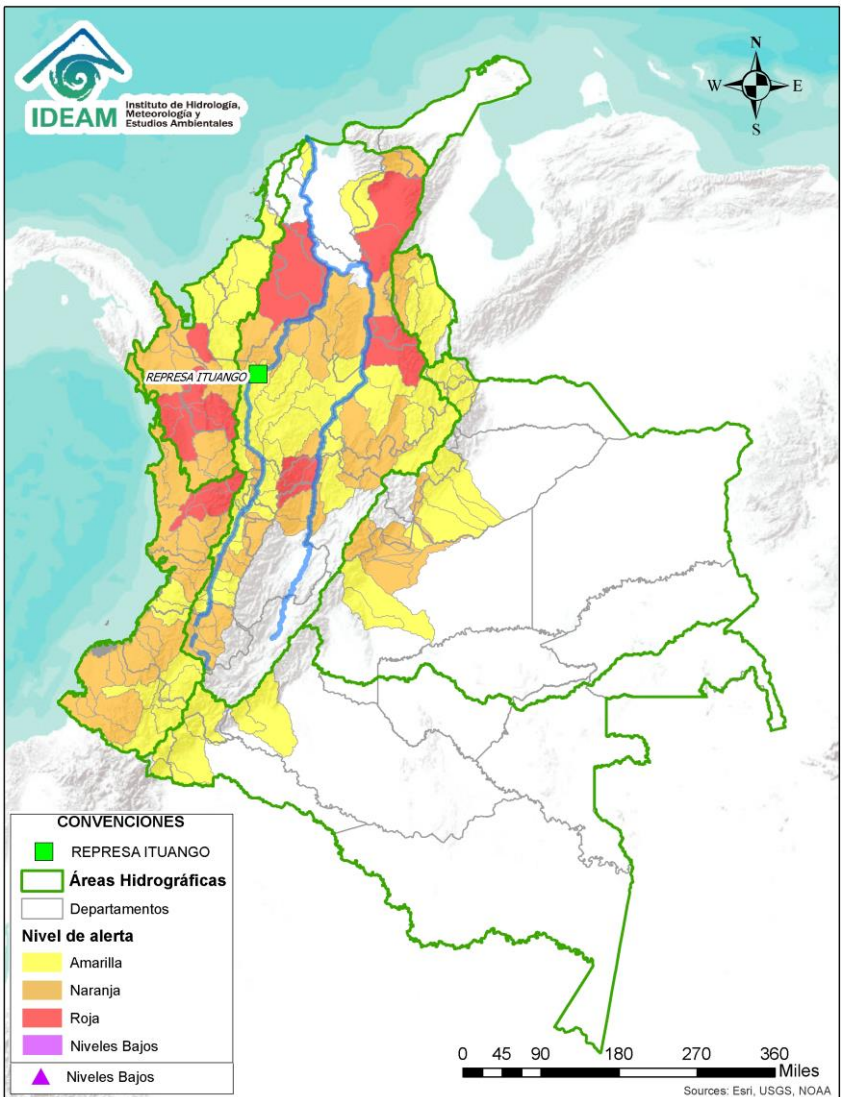 IDEAM
Instituto de Hidrología,
Meteorología y
Estudios Ambientales
N
W
E
S
REPRESA ITUANGO
CONVENCIONES
REPRESA ITUANGO
Áreas Hidrográficas
Departamentos
Nivel de alerta
Amarilla
Naranja
Roja
Niveles Bajos
Niveles Bajos
0 45 90 180 270 360
Miles
Sources: Esri, USGS, NOAA